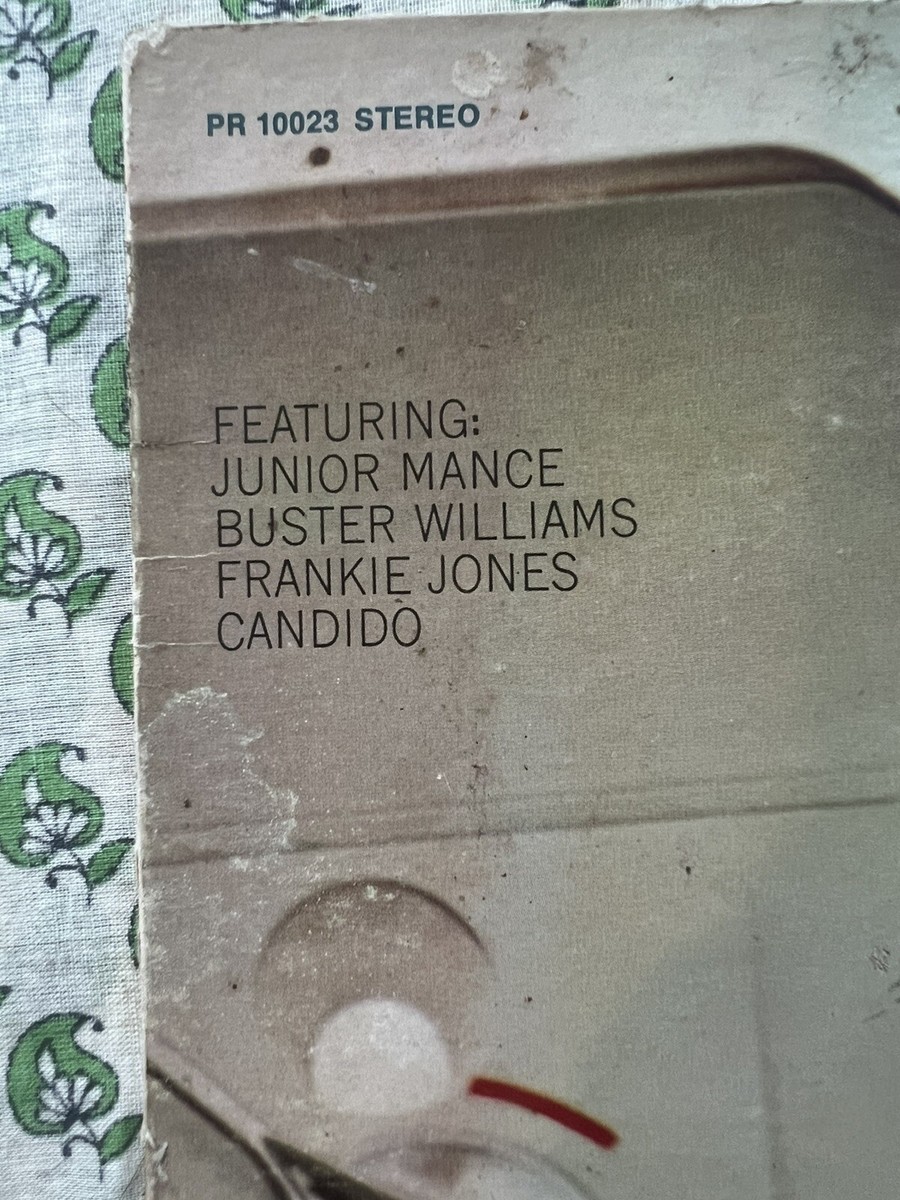 PR 10023 STEREO
FEATURING:
JUNIOR MANCE
BUSTER WILLIAMS
FRANKIE JONES
CANDIDO